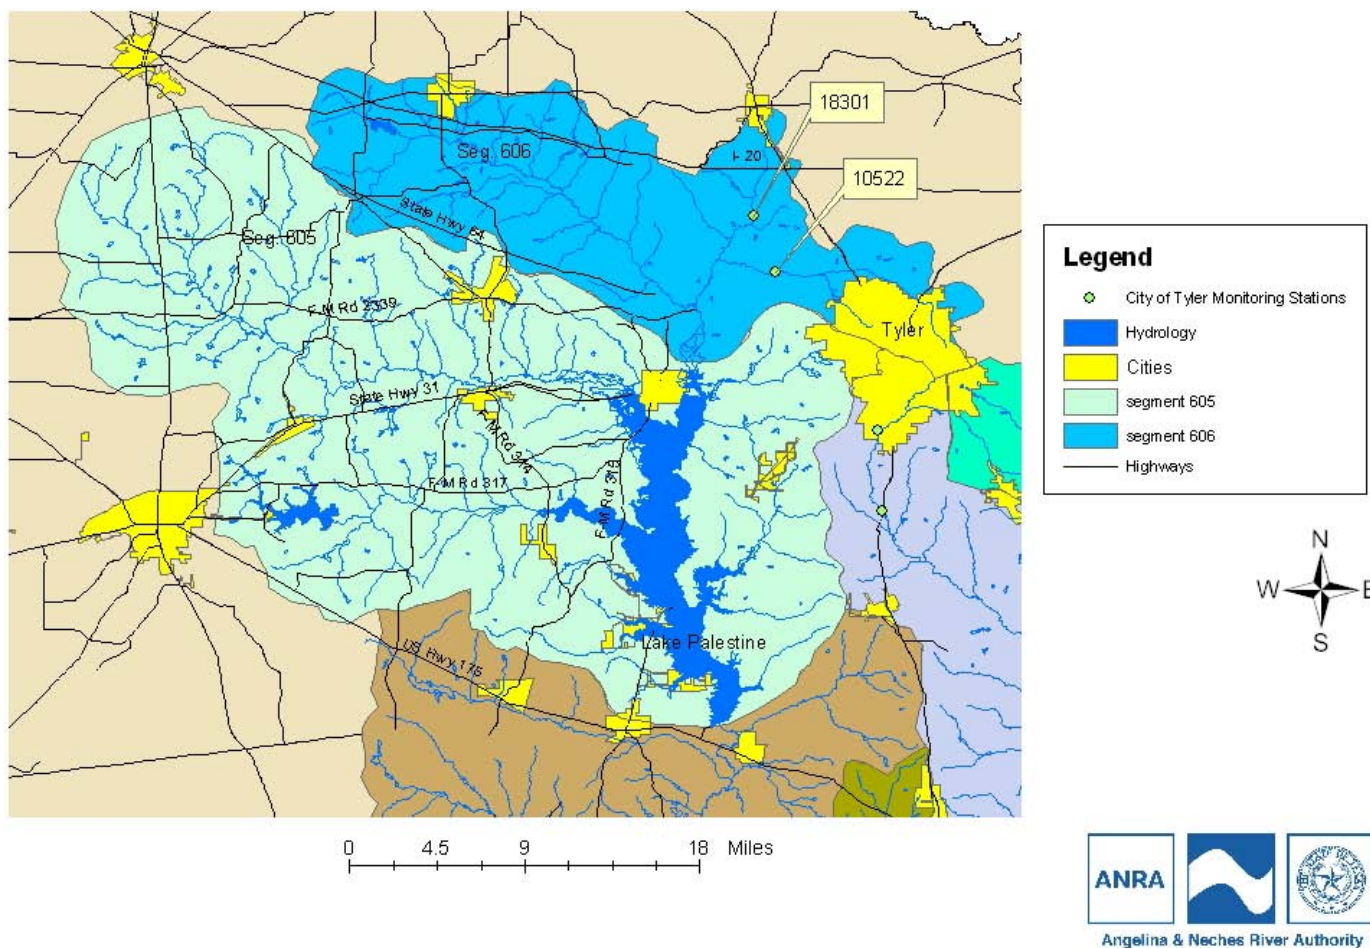 18301
10522
Seg. 606
I- 20
State Hwy 64
Seg. 605
F-M Rd 2339
Tyler
State Hwy 31
F-M Rd 314
F-M Rd 317
F-M Rd 315
Lake Palestine
US Hwy 175
Legend
City of Tyler Monitoring Stations
Hydrology
Cities
segment 605
segment 606
Highways
N
W E
S
0 4.5 9 18 Miles
ANRA
Angelina & Neches River Authority